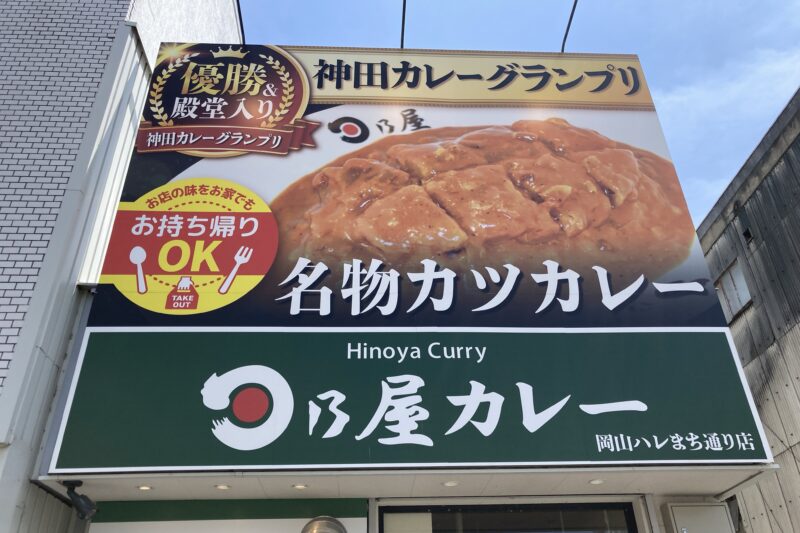 優勝&
殿堂入り
神田カレーグランプリ
神田カレーグランプリ
乃屋
お店の味をお家でも
お持ち帰り
OK
TAKE
OUT
名物カツカレー
Hinoya Curry
乃屋カレー
岡山ハレまち通り店